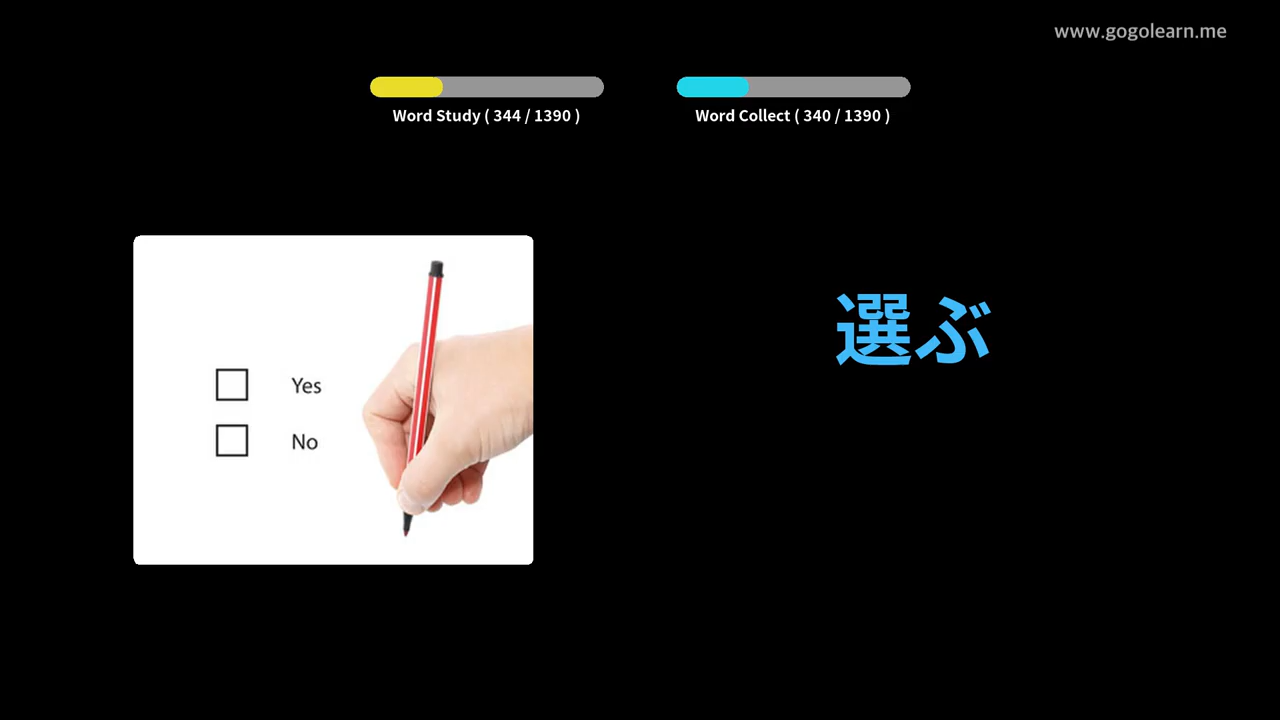 www.gogolearn.me
Word Study ( 344 / 1390 )
Word Collect ( 340 / 1390 )
Yes
No
選ぶ